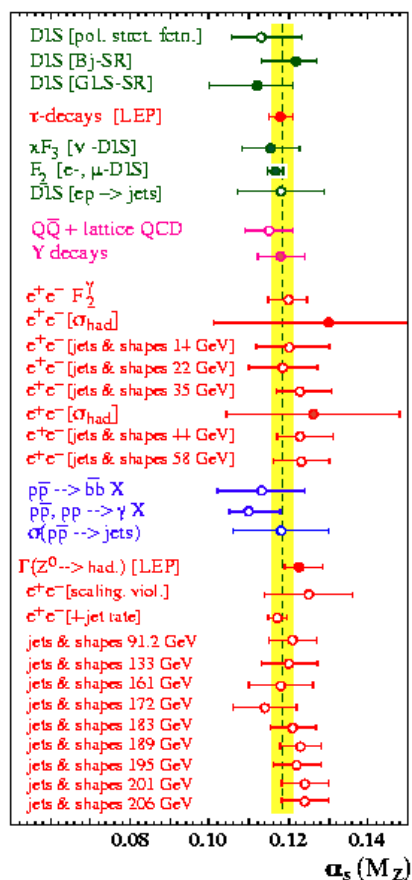 DIS [pol. strct. fctn.]
DIS [Bj-SR]
DIS [GLS-SR]
τ-decays [LEP]
xF₃ [ν -DIS]
F₂ [e-, μ-DIS]
DIS [ep –> jets]
QQ̅ + lattice QCD
Υ decays
e⁺e⁻ F₂^γ
e⁺e⁻[σ_had]
e⁺e⁻[jets & shapes 14 GeV]
e⁺e⁻[jets & shapes 22 GeV]
e⁺e⁻[jets & shapes 35 GeV]
e⁺e⁻[σ_had]
e⁺e⁻[jets & shapes 44 GeV]
e⁺e⁻[jets & shapes 58 GeV]
pp̅ --> bb̅ X
pp̅, pp --> γ X
σ(pp̅ --> jets)
Γ(Z⁰--> had.) [LEP]
e⁺e⁻[scaling. viol.]
e⁺e⁻[4-jet rate]
jets & shapes 91.2 GeV
jets & shapes 133 GeV
jets & shapes 161 GeV
jets & shapes 172 GeV
jets & shapes 183 GeV
jets & shapes 189 GeV
jets & shapes 195 GeV
jets & shapes 201 GeV
jets & shapes 206 GeV
0.08 0.10 0.12 0.14
α_s (M_Z)